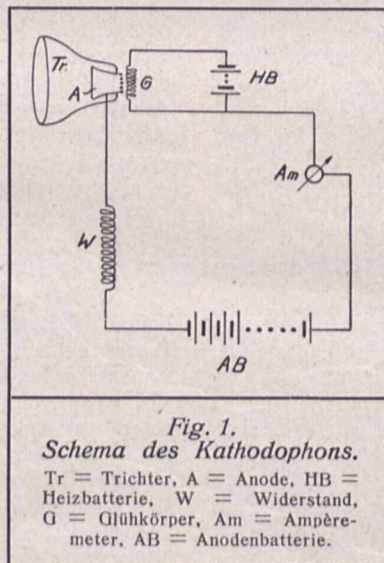 Tr.
A
G
HB
Am
W
AB
Fig. 1.
Schema des Kathodophons.
Tr = Trichter, A = Anode, HB =
Heizbatterie, W = Widerstand,
G = Glühkörper, Am = Ampère-
meter, AB = Anodenbatterie.